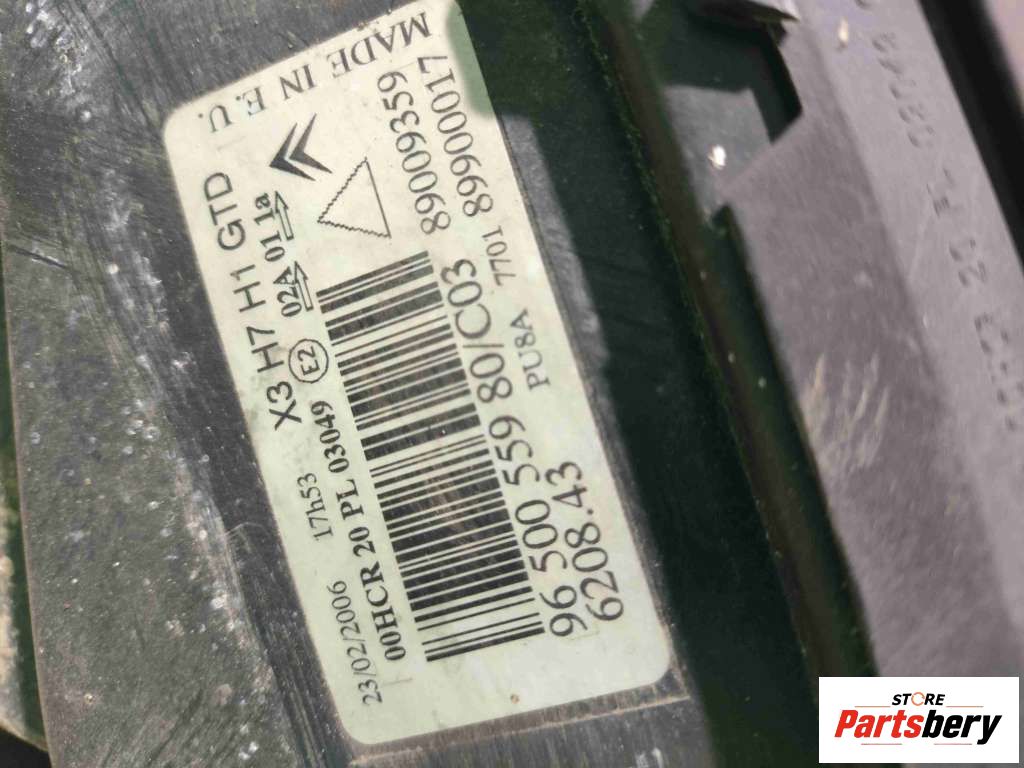 X3 H7 H1 GTD MADE IN E.U.
23/02/2006 17h53
00HCR 20 PL 03049 E2 02A 01 1a
96 500 559 80/C03 89009359
6208.43 PU8A 7701 89900017
STORE
Partsbery